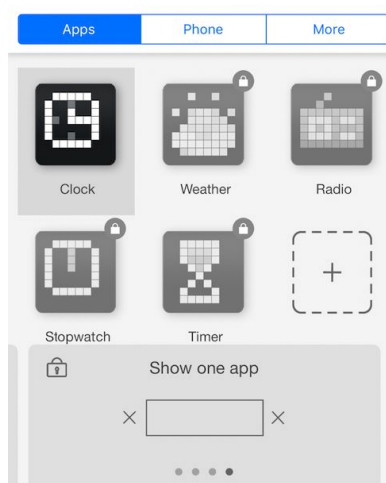 Apps Phone More
Clock Weather Radio
Stopwatch Timer
Show one app